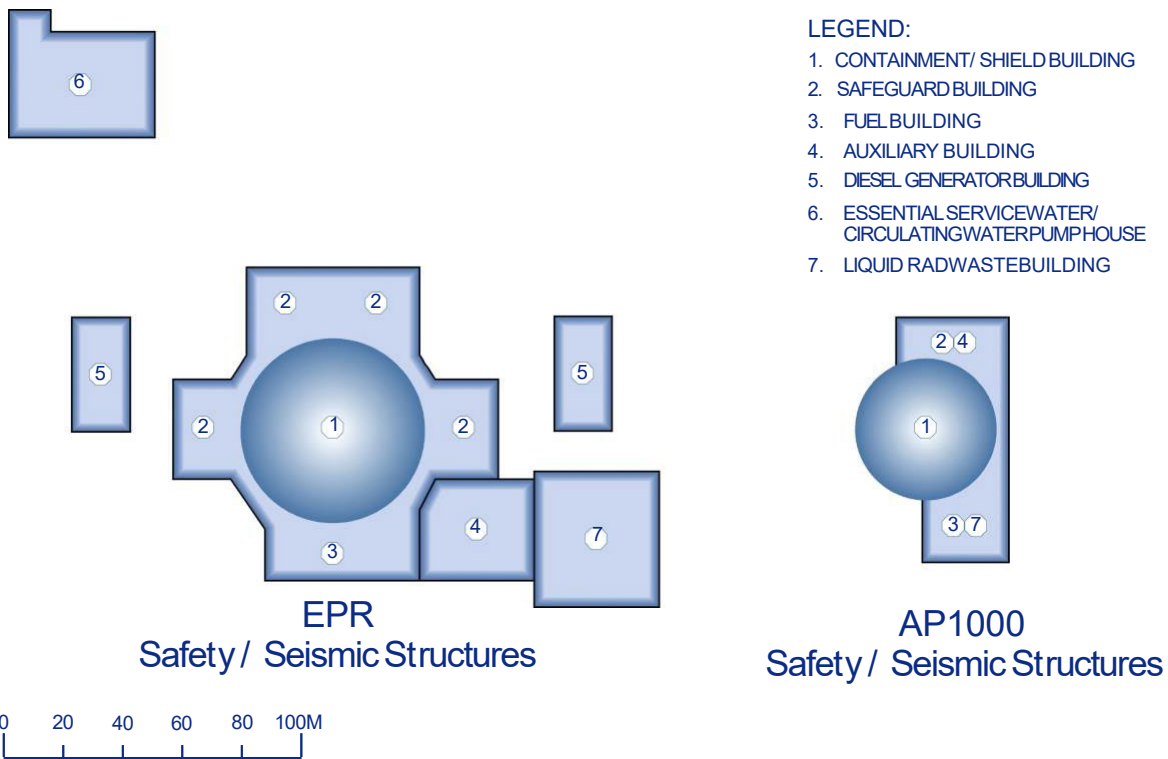 LEGEND:
1. CONTAINMENT/ SHIELD BUILDING
2. SAFEGUARD BUILDING
3. FUEL BUILDING
4. AUXILIARY BUILDING
5. DIESEL GENERATOR BUILDING
6. ESSENTIAL SERVICE WATER/
CIRCULATING WATER PUMPHOUSE
7. LIQUID RADWASTE BUILDING
6
2 2
5
5
2 1 2
3
4
7
EPR
Safety / Seismic Structures
2 4
1
3 7
AP1000
Safety / Seismic Structures
0 20 40 60 80 100M